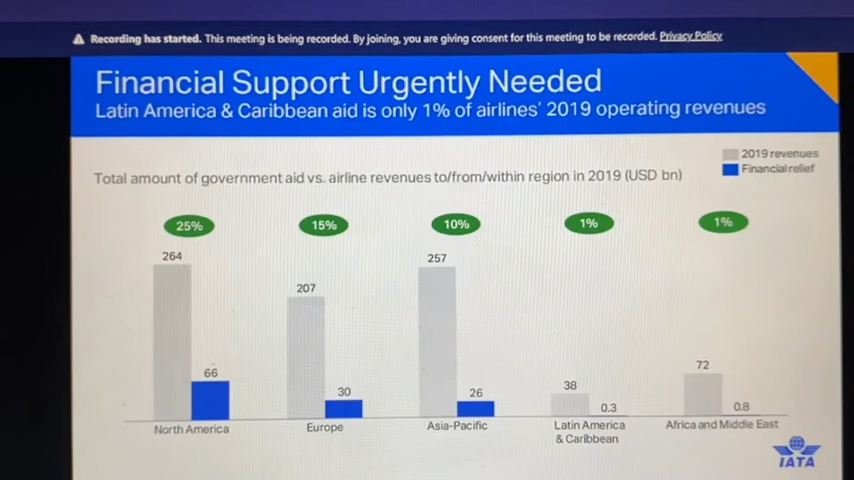 Recording has started. This meeting is being recorded. By joining, you are giving consent for this meeting to be recorded. Privacy Policy
Financial Support Urgently Needed
Latin America & Caribbean aid is only 1% of airlines' 2019 operating revenues
2019 revenues
Financial relief
Total amount of government aid vs. airline revenues to/from/within region in 2019 (USD bn)
25% 15% 10% 1% 1%
264 207 257 38 72
66 30 26 0.3 0.8
North America Europe Asia-Pacific Latin America & Caribbean Africa and Middle East
IATA